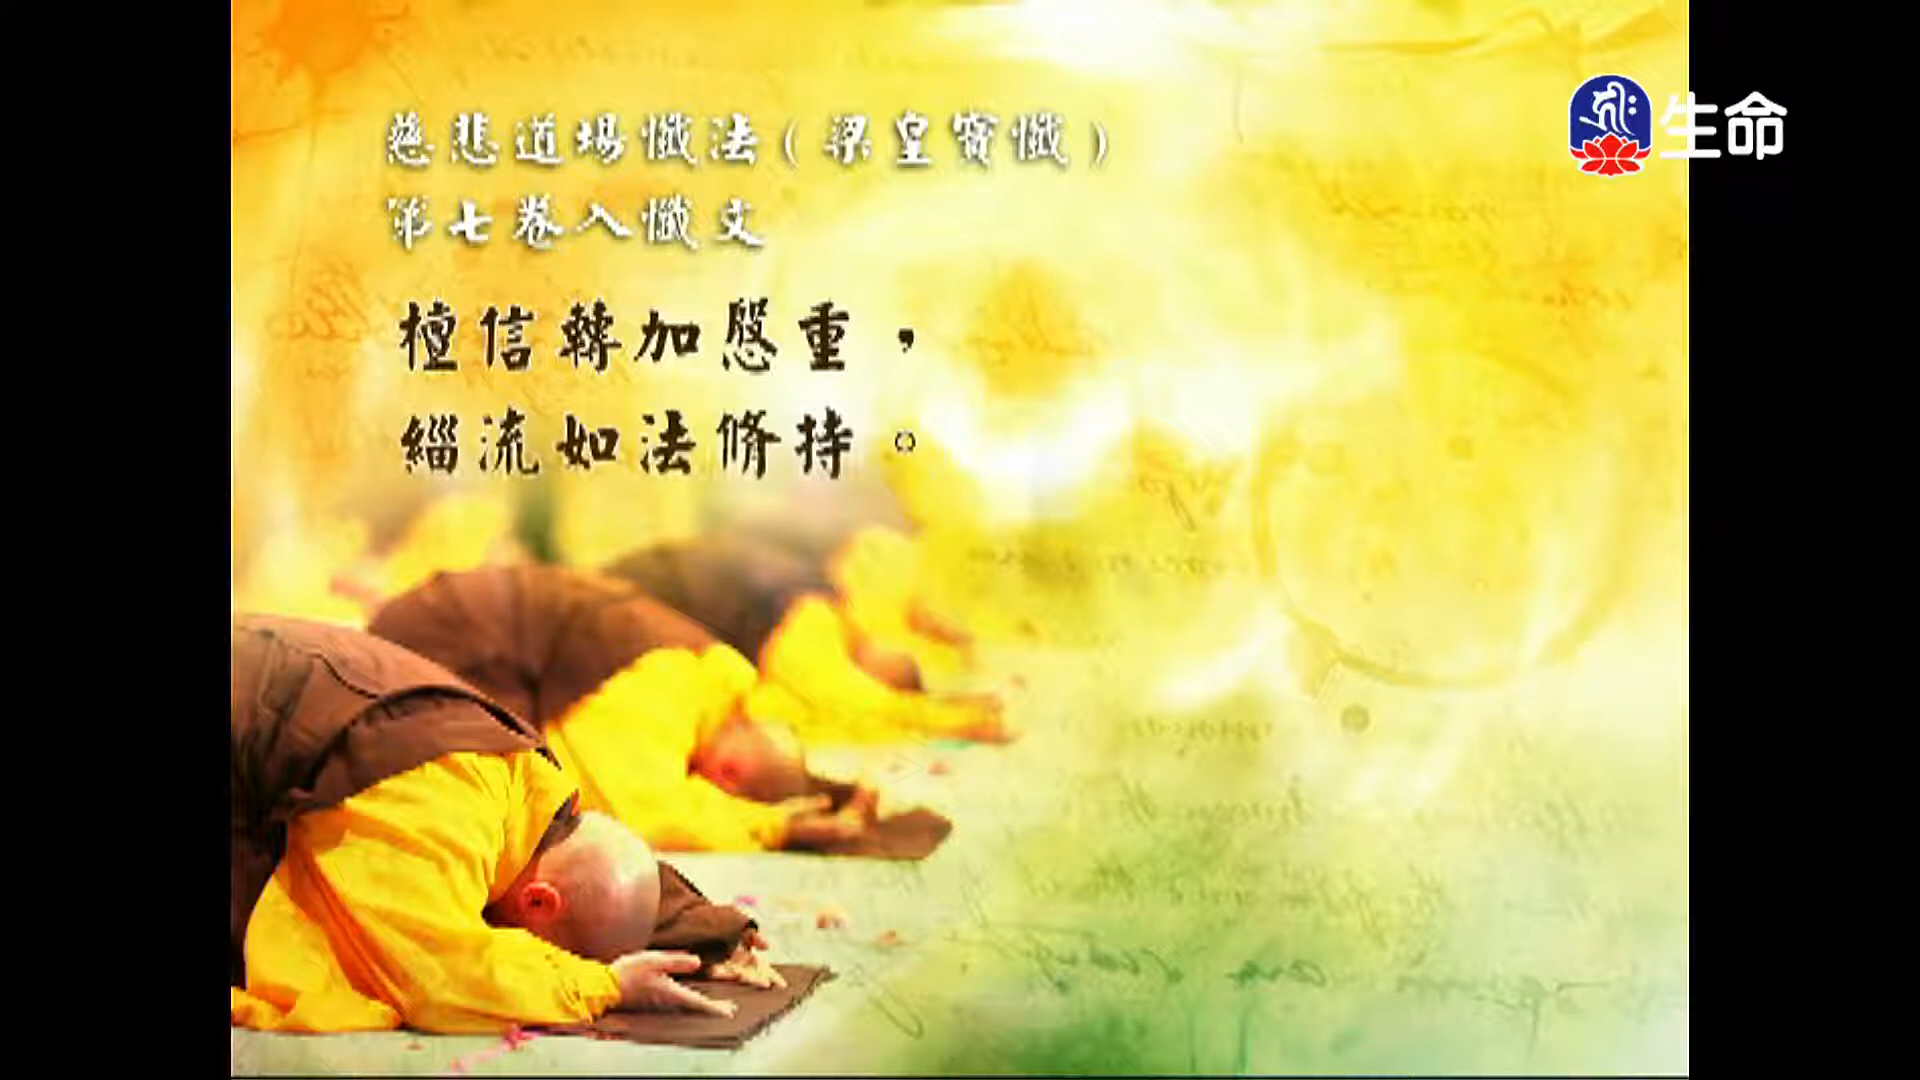 慈悲道場懺法(梁皇寶懺)
生命
第七卷入懺文
檀信轉加慇重，
緇流如法脩持。